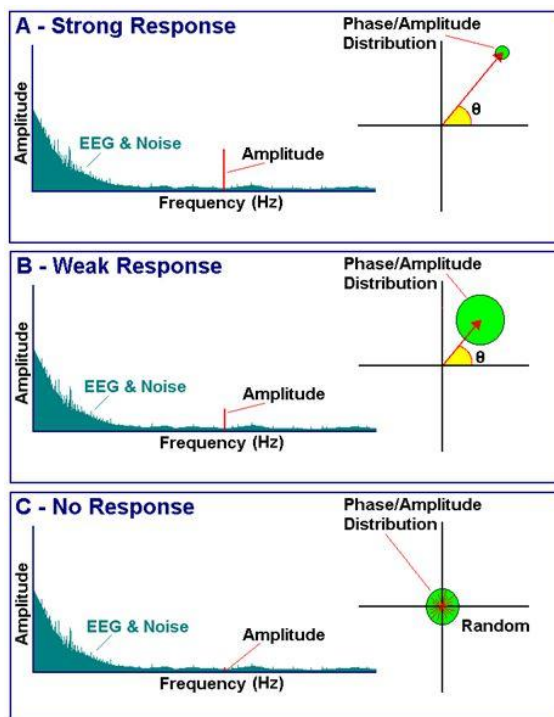 A - Strong Response
Phase/Amplitude
Distribution
Amplitude
EEG & Noise
Amplitude
θ
Frequency (Hz)
B - Weak Response
Phase/Amplitude
Distribution
Amplitude
EEG & Noise
Amplitude
θ
Frequency (Hz)
C - No Response
Phase/Amplitude
Distribution
Amplitude
EEG & Noise
Amplitude
Random
Frequency (Hz)